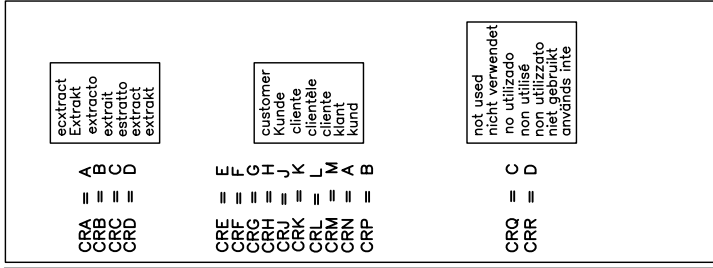 ecxtract
Extrakt
extracto
extrait
estratto
extract
extrakt
CRA = A
CRB = B
CRC = C
CRD = D
customer
Kunde
cliente
clientèle
cliente
klant
kund
CRE = E
CRF = F
CRG = G
CRH = H
CRJ = J
CRK = K
CRL = L
CRM = M
CRN = A
CRP = B
not used
nicht verwendet
no utilizado
non utilisé
non utilizzato
niet gebruikt
används inte
CRQ = C
CRR = D